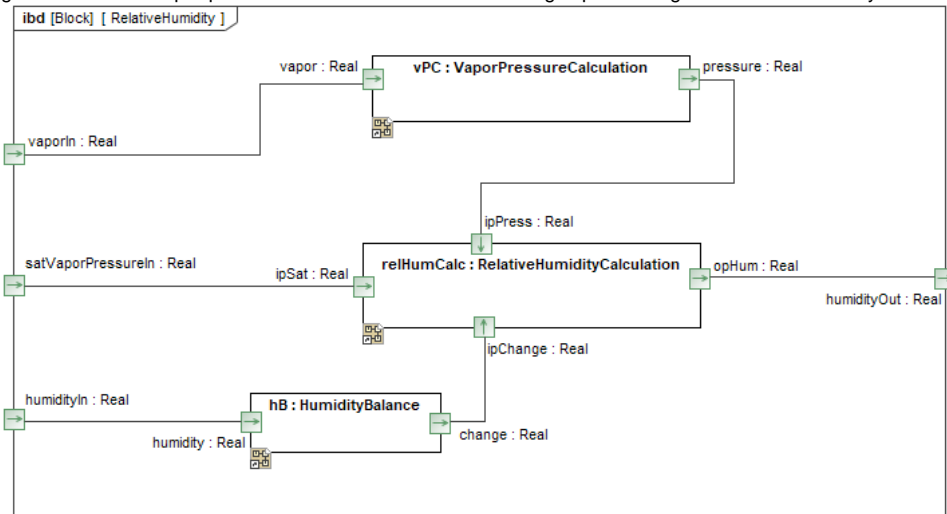 ibd [Block] [ RelativeHumidity ]
vapor : Real
vPC : VaporPressureCalculation
pressure : Real
vaporIn : Real
ipPress : Real
satVaporPressureIn : Real
ipSat : Real
relHumCalc : RelativeHumidityCalculation
opHum : Real
humidityOut : Real
ipChange : Real
humidityIn : Real
hB : HumidityBalance
humidity : Real
change : Real